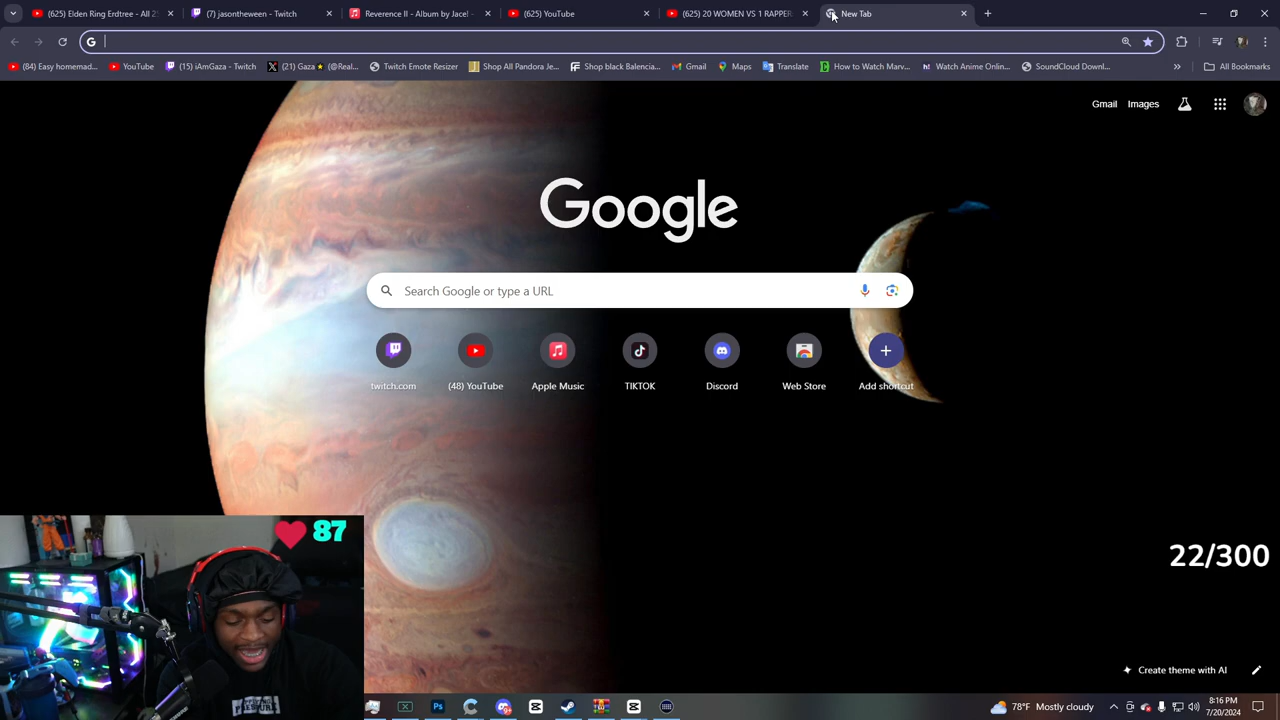 (625) Elden Ring Erdtree - All 2
(7) jasontheween - Twitch
Reverence II - Album by Jace! -
(625) YouTube
(625) 20 WOMEN VS 1 RAPPER
New Tab
(84) Easy homemad...
YouTube
(15) iAmGaza - Twitch
(21) Gaza★ (@Real...
Twitch Emote Resizer
Shop All Pandora Je...
Shop black Balencia...
Gmail
Maps
Translate
How to Watch Marv...
Watch Anime Onlin...
SoundCloud Downl...
All Bookmarks
Gmail
Images
Google
Search Google or type a URL
twitch.com
(48) YouTube
Apple Music
TIKTOK
Discord
Web Store
Add shortcut
87
22/300
Create theme with AI
78°F Mostly cloudy
8:16 PM
7/20/2024